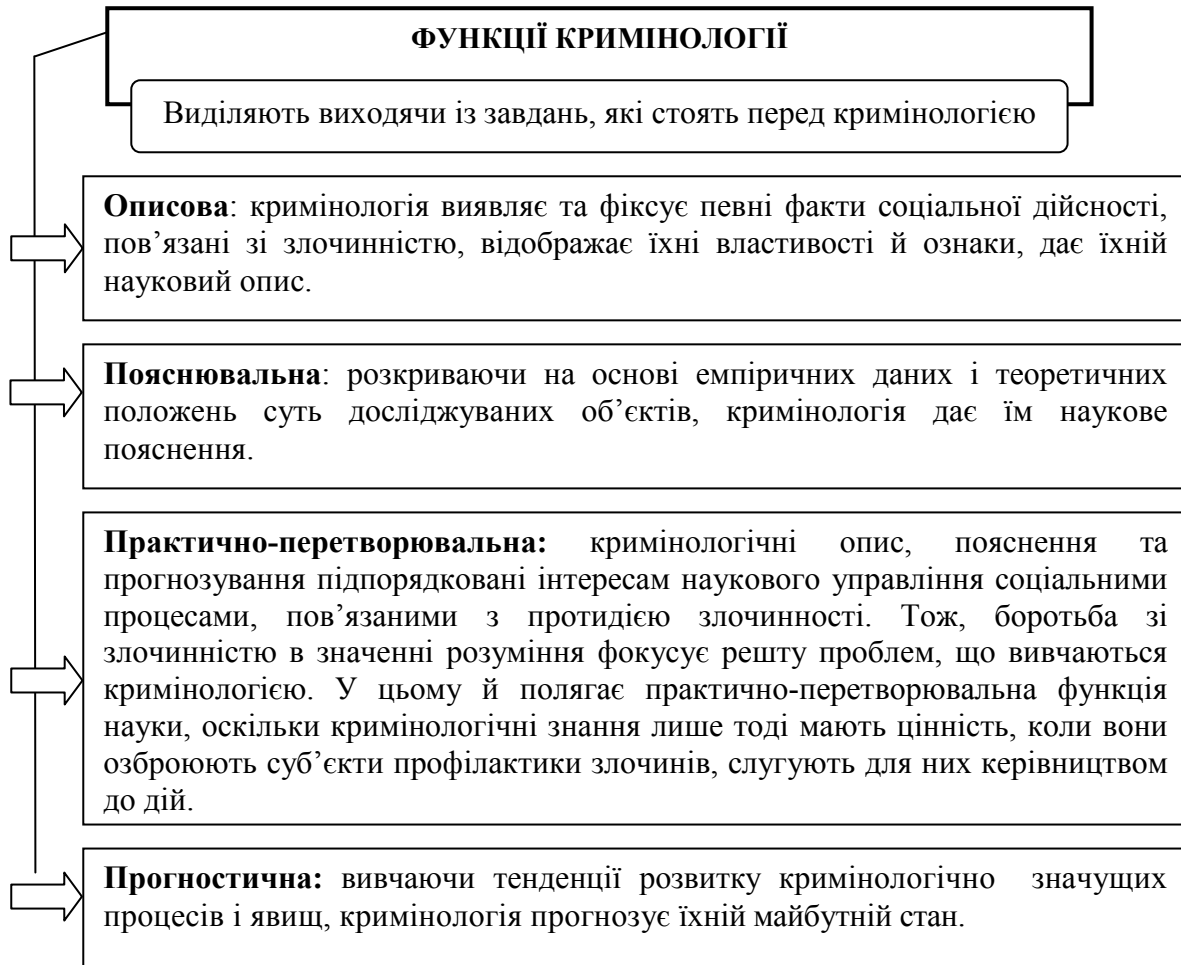 ФУНКЦІЇ КРИМІНОЛОГІЇ
Виділяють виходячи із завдань, які стоять перед кримінологією
Описова: кримінологія виявляє та фіксує певні факти соціальної дійсності,
пов’язані зі злочинністю, відображає їхні властивості й ознаки, дає їхній
науковий опис.
Пояснювальна: розкриваючи на основі емпіричних даних і теоретичних
положень суть досліджуваних об’єктів, кримінологія дає їм наукове
пояснення.
Практично-перетворювальна: кримінологічні опис, пояснення та
прогнозування підпорядковані інтересам наукового управління соціальними
процесами, пов’язаними з протидією злочинності. Тож, боротьба зі
злочинністю в значенні розуміння фокусує решту проблем, що вивчаються
кримінологією. У цьому й полягає практично-перетворювальна функція
науки, оскільки кримінологічні знання лише тоді мають цінність, коли вони
озброюють суб’єкти профілактики злочинів, слугують для них керівництвом
до дій.
Прогностична: вивчаючи тенденції розвитку кримінологічно значущих
процесів і явищ, кримінологія прогнозує їхній майбутній стан.